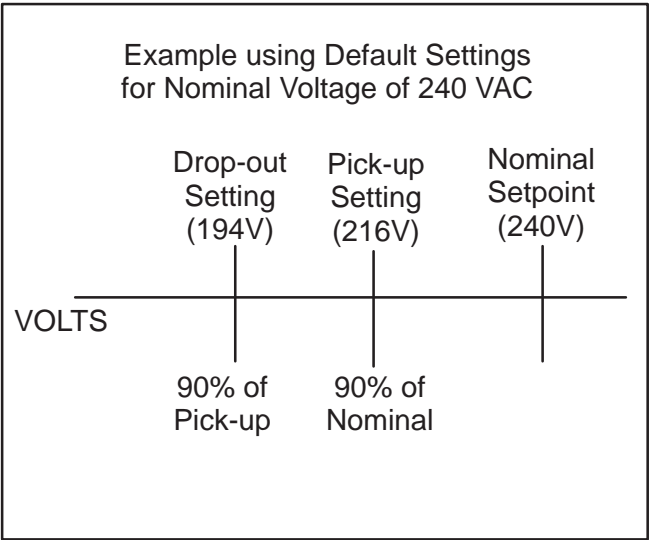 Example using Default Settings
for Nominal Voltage of 240 VAC
Drop-out
Setting
(194V)
Pick-up
Setting
(216V)
Nominal
Setpoint
(240V)
VOLTS
90% of
Pick-up
90% of
Nominal